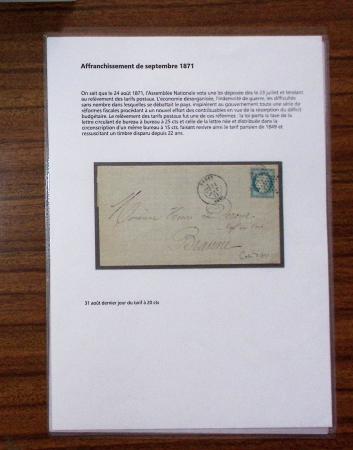 Affranchissement de septembre 1871
On sait que le 24 août 1871, l'Assemblée Nationale vota une loi déposée dès le 23 juillet et tendant
au relèvement des tarifs postaux. L'économie désorganisée, l'indemnité de guerre, les difficultés
sans nombre dans lesquelles se débattait le pays, inspiraient au gouvernement toute une série de
réformes fiscales procédant à un nouvel effort des contribuables en vue de la résorption du déficit
budgétaire. Le relèvement des tarifs postaux fut une de ces réformes : la loi porta la taxe de la
lettre circulant de bureau à bureau à 25 cts et celle de la lettre née et distribuée dans la
circonscription d'un même bureau à 15 cts, faisant revivre ainsi le tarif parisien de 1849 et
ressuscitant un timbre disparu depuis 22 ans.
Monsieur Henri
Beaune
31 août dernier jour du tarif à 20 cts